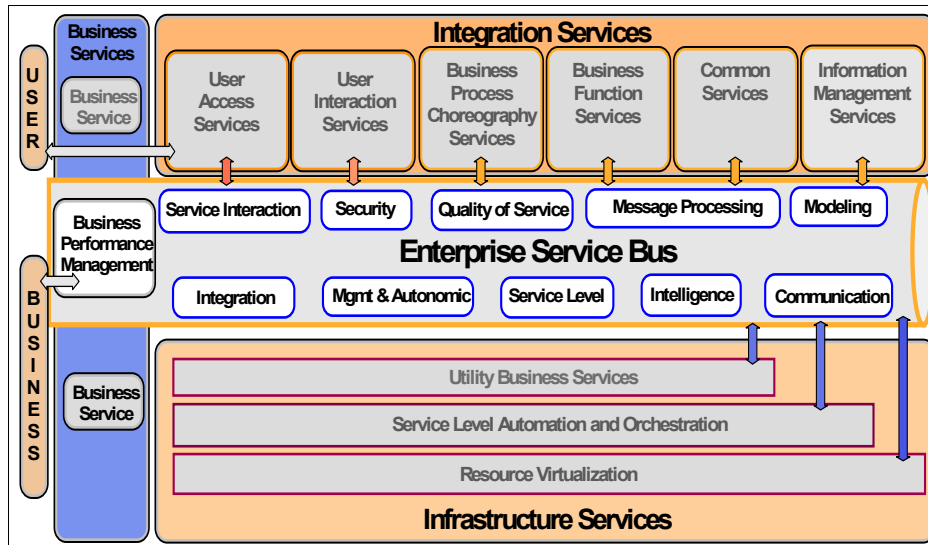 Business
Services
Integration Services
USER
Business
Service
User
Access
Services
User
Interaction
Services
Business
Process
Choreography
Services
Business
Function
Services
Common
Services
Information
Management
Services
Business
Performance
Management
Service Interaction
Security
Quality of Service
Message Processing
Modeling
Enterprise Service Bus
Integration
Mgmt & Autonomic
Service Level
Intelligence
Communication
BUSINESS
Business
Service
Utility Business Services
Service Level Automation and Orchestration
Resource Virtualization
Infrastructure Services